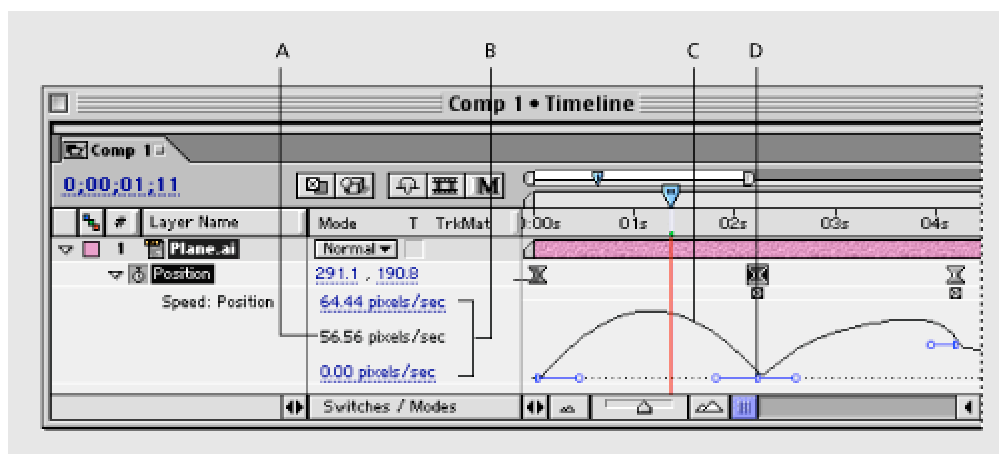 A B C D
Comp 1 • Timeline
Comp 1
0;00;01;11
M
# Layer Name Mode T TrkMat :00s 01s 02s 03s 04s
1 Plane.ai Normal
Position 291.1 , 190.8
Speed: Position 64.44 pixels/sec
56.56 pixels/sec
0.00 pixels/sec
Switches / Modes